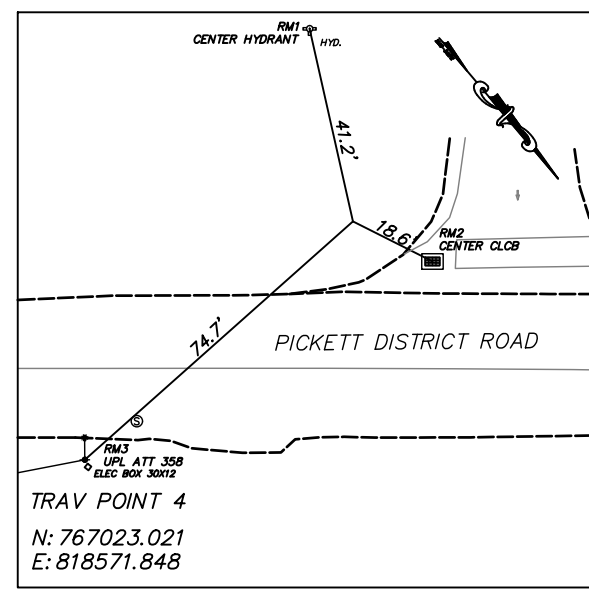 RM1
CENTER HYDRANT
HYD.
41.2'
18.6'
RM2
CENTER CLCB
74.7'
PICKETT DISTRICT ROAD
S
RM3
UPL ATT 358
ELEC BOX 30X12
TRAV POINT 4
N: 767023.021
E: 818571.848